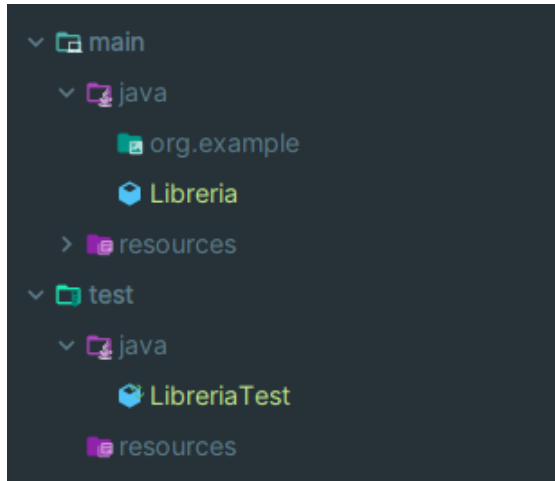 main
java
org.example
Libreria
resources
test
java
LibreriaTest
resources